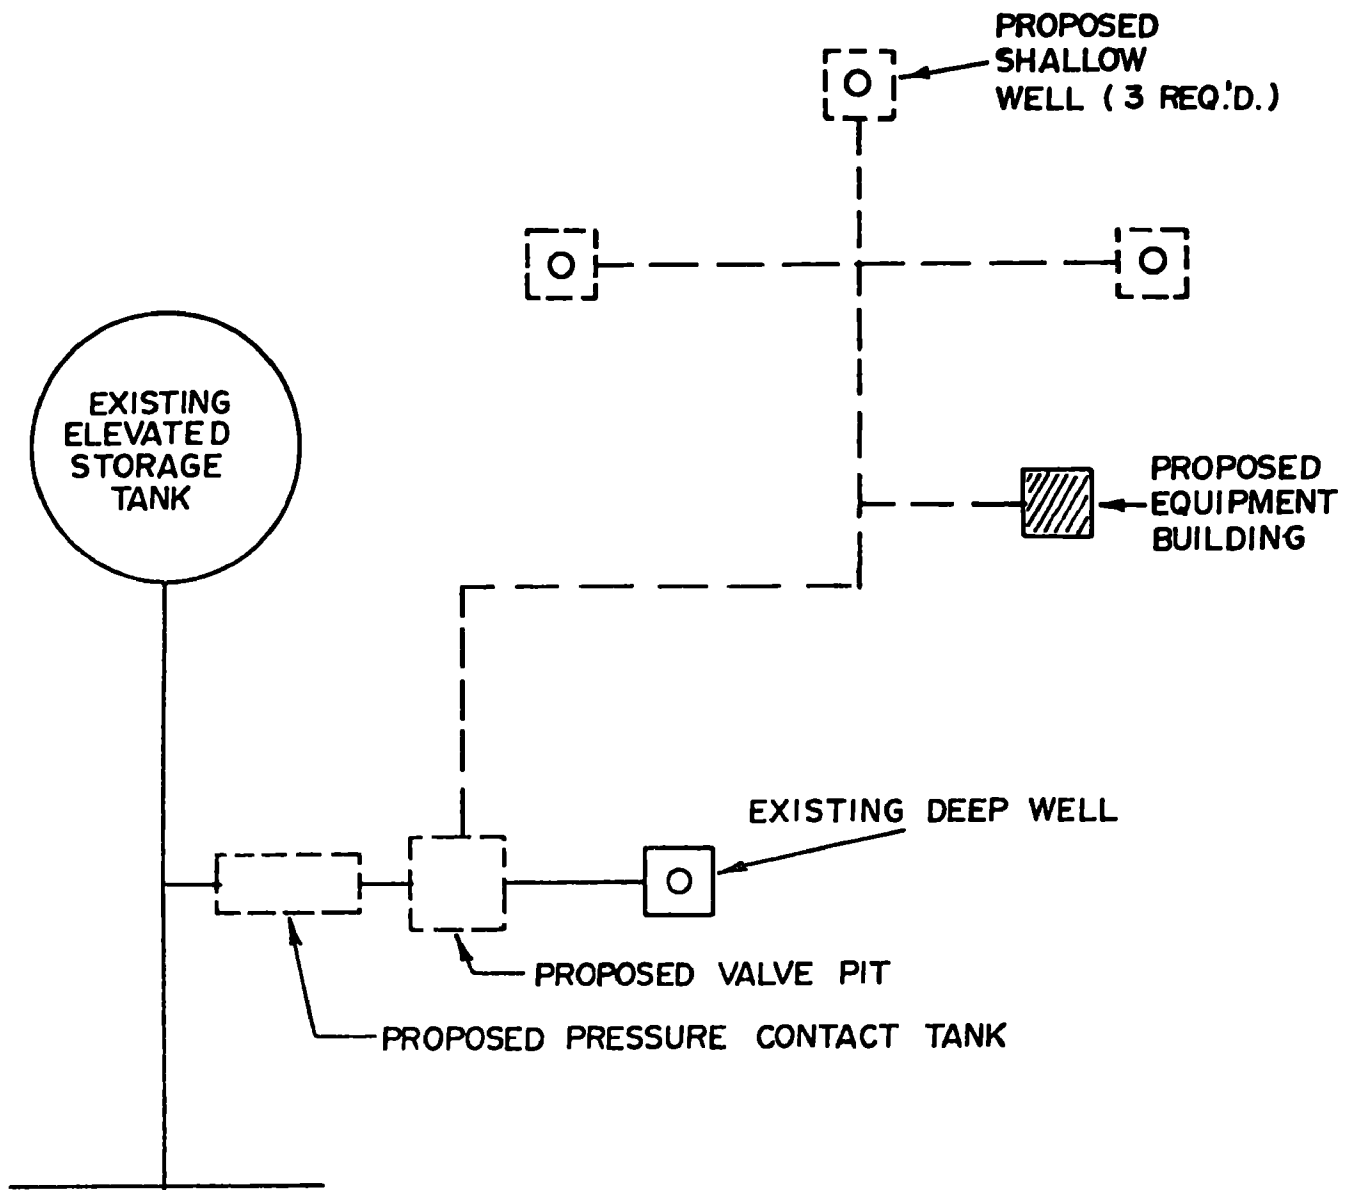 PROPOSED
SHALLOW
WELL (3 REQ.'D.)
EXISTING
ELEVATED
STORAGE
TANK
PROPOSED
EQUIPMENT
BUILDING
EXISTING DEEP WELL
PROPOSED VALVE PIT
PROPOSED PRESSURE CONTACT TANK